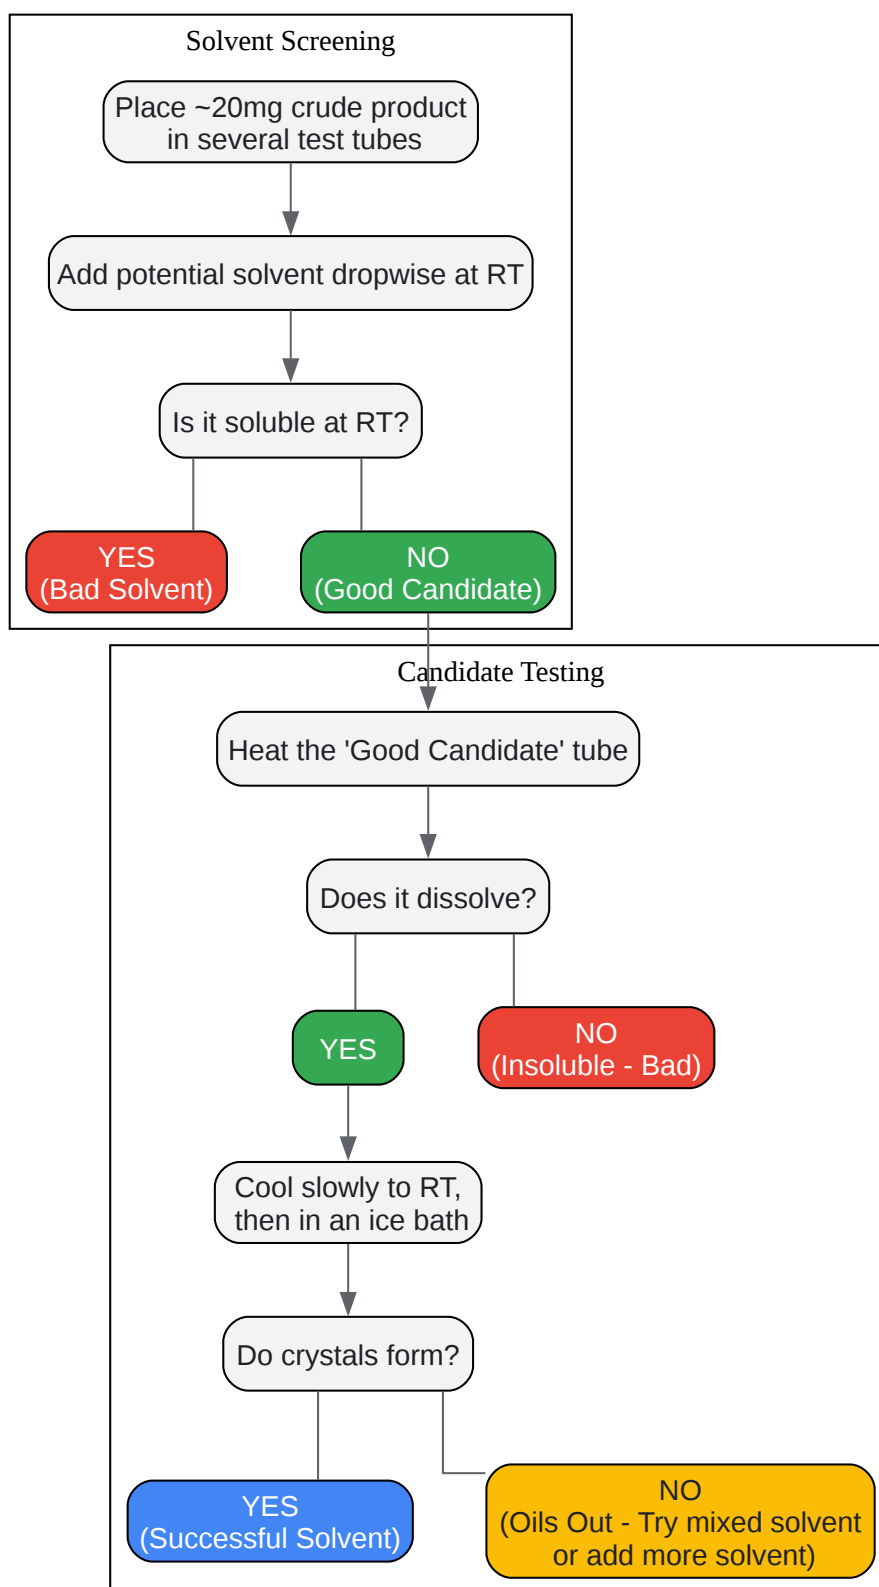 Solvent Screening
Place ~20mg crude product
in several test tubes
Add potential solvent dropwise at RT
Is it soluble at RT?
YES
(Bad Solvent)
NO
(Good Candidate)
Candidate Testing
Heat the 'Good Candidate' tube
Does it dissolve?
YES
NO
(Insoluble - Bad)
Cool slowly to RT,
then in an ice bath
Do crystals form?
YES
(Successful Solvent)
NO
(Oils Out - Try mixed solvent
or add more solvent)